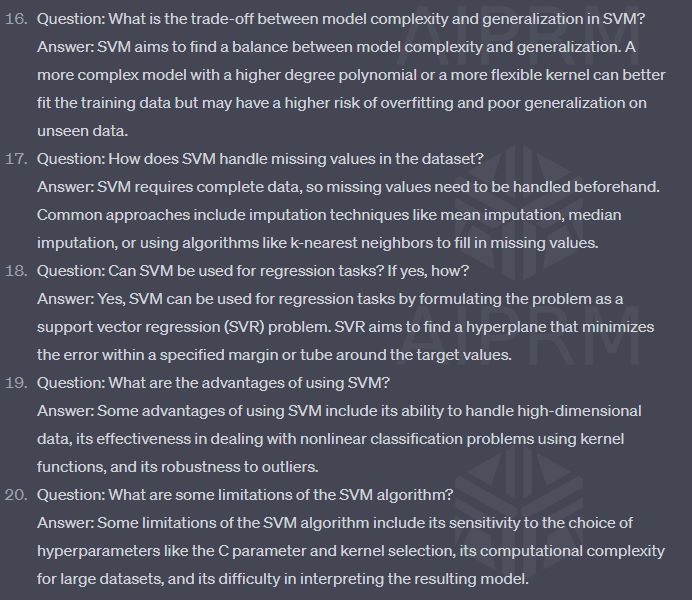 16. Question: What is the trade-off between model complexity and generalization in SVM?
Answer: SVM aims to find a balance between model complexity and generalization. A
more complex model with a higher degree polynomial or a more flexible kernel can better
fit the training data but may have a higher risk of overfitting and poor generalization on
unseen data.
17. Question: How does SVM handle missing values in the dataset?
Answer: SVM requires complete data, so missing values need to be handled beforehand.
Common approaches include imputation techniques like mean imputation, median
imputation, or using algorithms like k-nearest neighbors to fill in missing values.
18. Question: Can SVM be used for regression tasks? If yes, how?
Answer: Yes, SVM can be used for regression tasks by formulating the problem as a
support vector regression (SVR) problem. SVR aims to find a hyperplane that minimizes
the error within a specified margin or tube around the target values.
19. Question: What are the advantages of using SVM?
Answer: Some advantages of using SVM include its ability to handle high-dimensional
data, its effectiveness in dealing with nonlinear classification problems using kernel
functions, and its robustness to outliers.
20. Question: What are some limitations of the SVM algorithm?
Answer: Some limitations of the SVM algorithm include its sensitivity to the choice of
hyperparameters like the C parameter and kernel selection, its computational complexity
for large datasets, and its difficulty in interpreting the resulting model.
AIPRM
AIPRM